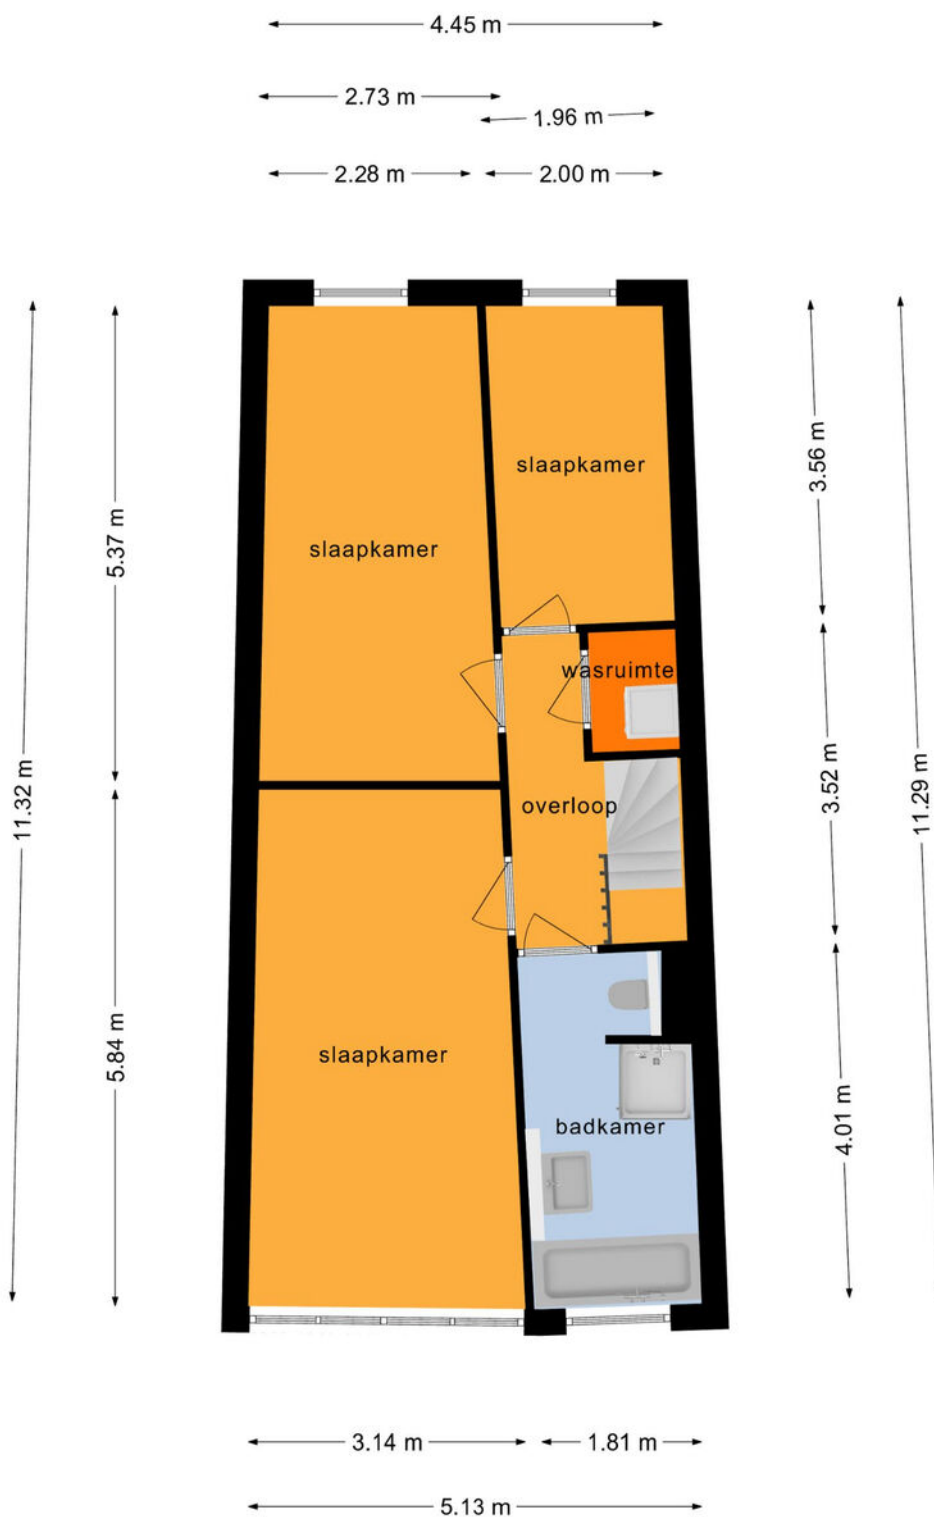 4.45 m
2.73 m
1.96 m
2.28 m
2.00 m
3.56 m
slaapkamer
5.37 m
slaapkamer
wasruimte
11.32 m
3.52 m
11.29 m
overloop
5.84 m
slaapkamer
4.01 m
badkamer
3.14 m
1.81 m
5.13 m